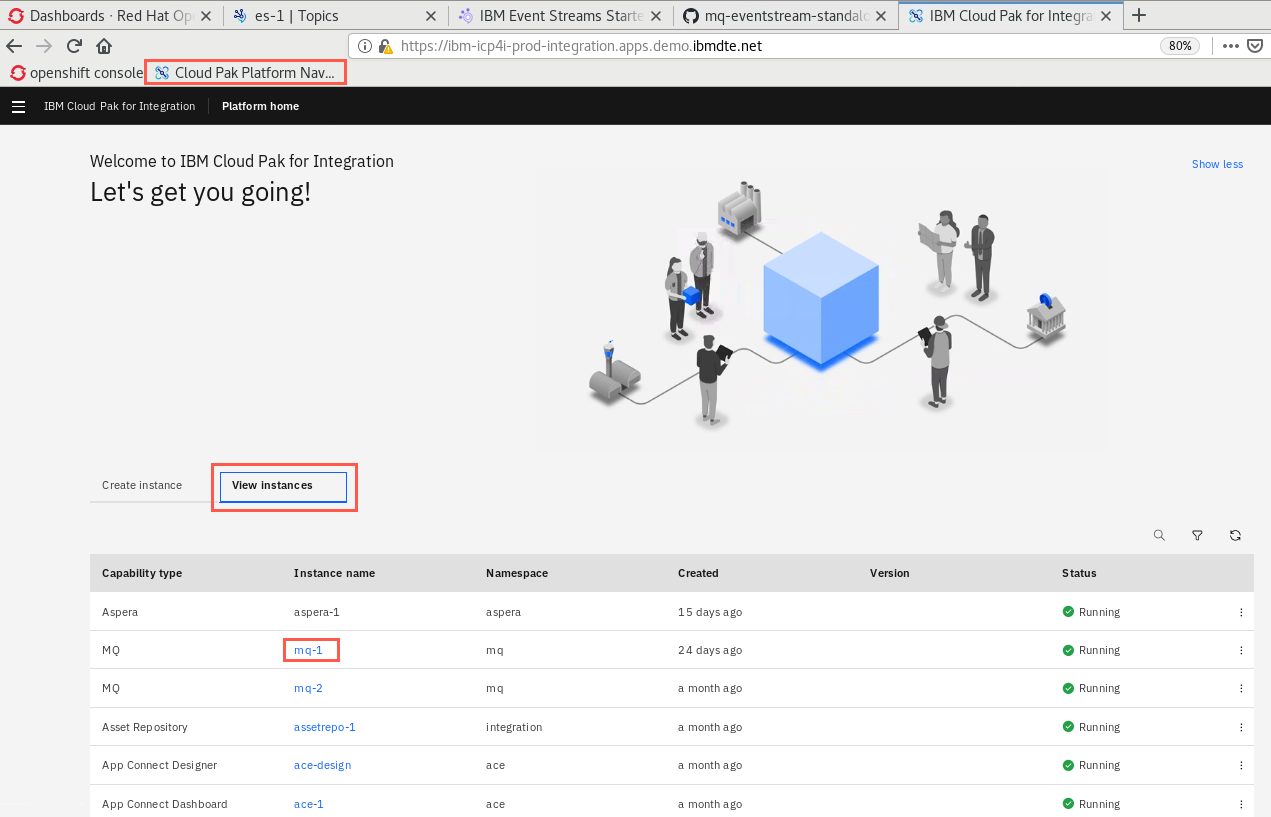 Dashboards · Red Hat Op
es-1 | Topics
IBM Event Streams Starte
mq-eventstream-standalo
IBM Cloud Pak for Integra
https://ibm-icp4i-prod-integration.apps.demo.ibmdte.net
80%
openshift console
Cloud Pak Platform Nav...
IBM Cloud Pak for Integration
Platform home
Welcome to IBM Cloud Pak for Integration
Show less
Let's get you going!
Create instance
View instances
Capability type Instance name Namespace Created Version Status
Aspera aspera-1 aspera 15 days ago Running
MQ mq-1 mq 24 days ago Running
MQ mq-2 mq a month ago Running
Asset Repository assetrepo-1 integration a month ago Running
App Connect Designer ace-design ace a month ago Running
App Connect Dashboard ace-1 ace a month ago Running